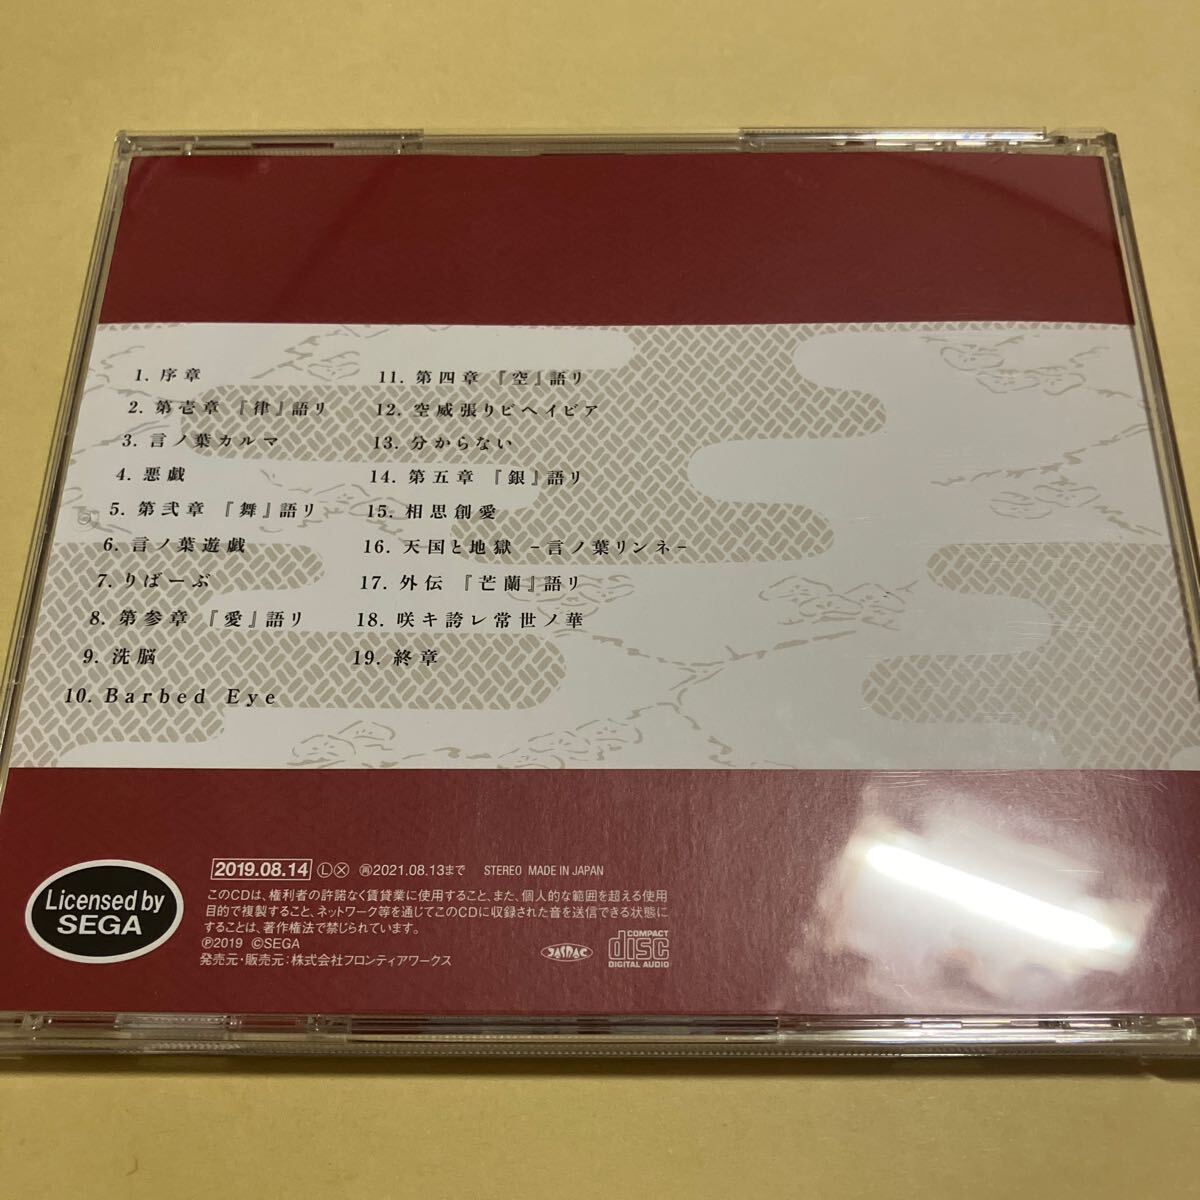 1. 序章
2. 第壱章 『律』語リ
3. 言ノ葉カルマ
4. 悪戯
5. 第弐章 『舞』語リ
6. 言ノ葉遊戯
7. りばーぶ
8. 第参章 『愛』語リ
9. 洗脳
10. Barbed Eye
11. 第四章 『空』語リ
12. 空威張りビヘイビア
13. 分からない
14. 第五章 『銀』語リ
15. 相思創愛
16. 天国と地獄 －言ノ葉リンネ－
17. 外伝 『芒蘭』語リ
18. 咲キ誇レ常世ノ華
19. 終章
Licensed by
SEGA
2019.08.14 Ⓛ Ⓧ ㊣2021.08.13まで STEREO MADE IN JAPAN
このCDは、権利者の許諾なく賃貸業に使用すること、また、個人的な範囲を超える使用
目的で複製すること、ネットワーク等を通じてこのCDに収録された音を送信できる状態に
することは、著作権法で禁じられています。
Ⓟ2019 ©SEGA
発売元・販売元：株式会社フロンティアワークス
JASRAC
COMPACT
disc
DIGITAL AUDIO